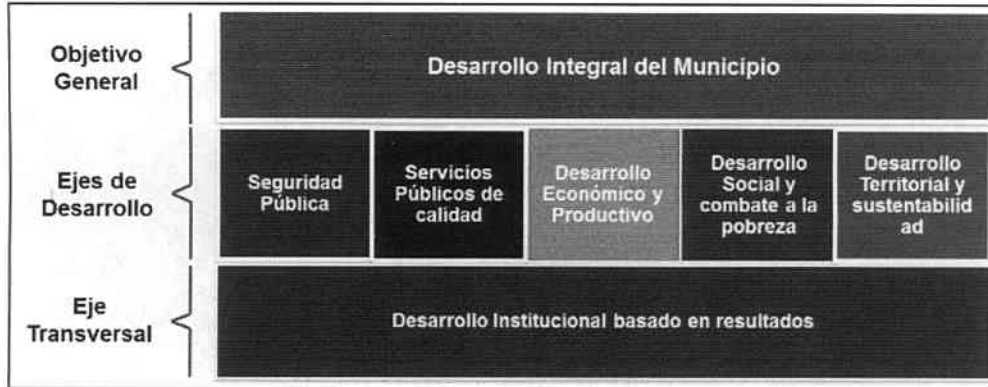 Objetivo
General
Desarrollo Integral del Municipio
Ejes de
Desarrollo
Seguridad
Pública
Servicios
Públicos de
calidad
Desarrollo
Económico y
Productivo
Desarrollo
Social y
combate a la
pobreza
Desarrollo
Territorial y
sustentabilid
ad
Eje
Transversal
Desarrollo Institucional basado en resultados